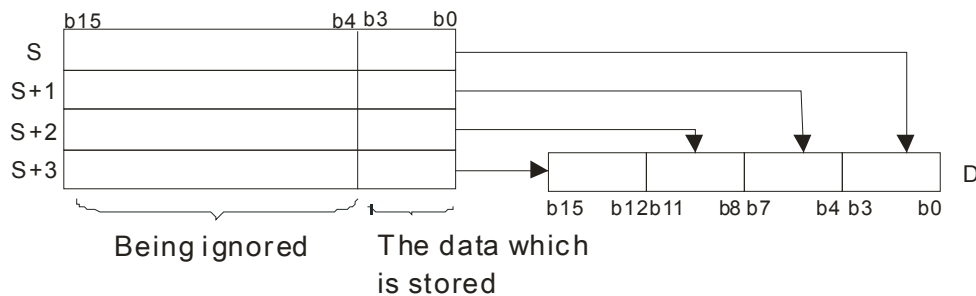 b15 b4 b3 b0
S
S+1
S+2
S+3
D
b15 b12 b11 b8 b7 b4 b3 b0
Being ignored The data which
is stored